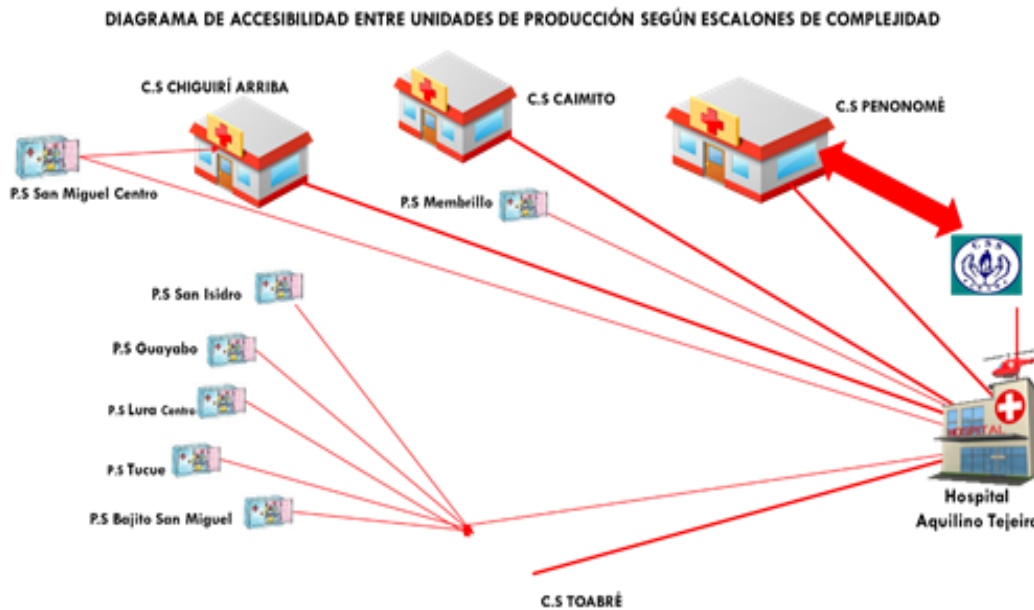 DIAGRAMA DE ACCESIBILIDAD ENTRE UNIDADES DE PRODUCCIÓN SEGÚN ESCALONES DE COMPLEJIDAD
C.S CHIGUIRÍ ARRIBA
C.S CAIMITO
C.S PENONOMÉ
P.S San Miguel Centro
P.S Membrillo
C S S
P.S San Isidro
P.S Guayabo
P.S Lura Centro
HOSPITAL
P.S Tucue
P.S Bajito San Miguel
Hospital
Aquilino Tejeira
C.S TOABRÉ